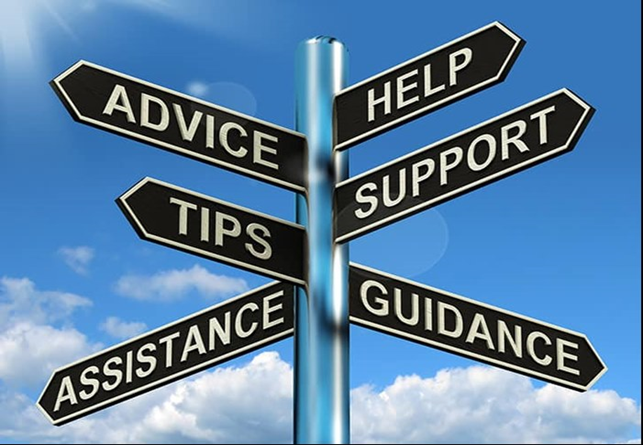 ADVICE
HELP
SUPPORT
TIPS
GUIDANCE
ASSISTANCE